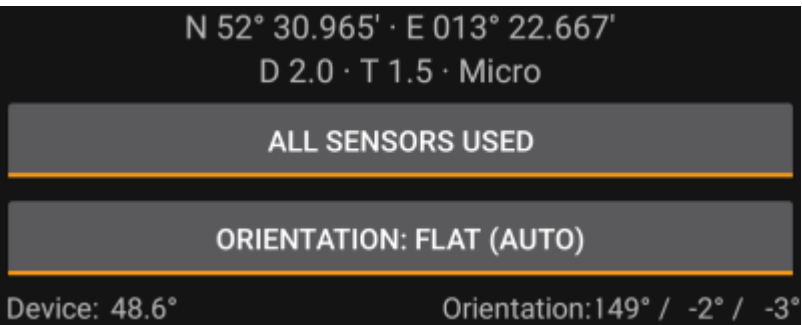 N 52° 30.965' · E 013° 22.667'
D 2.0 · T 1.5 · Micro
ALL SENSORS USED
ORIENTATION: FLAT (AUTO)
Device: 48.6° Orientation:149° / -2° / -3°